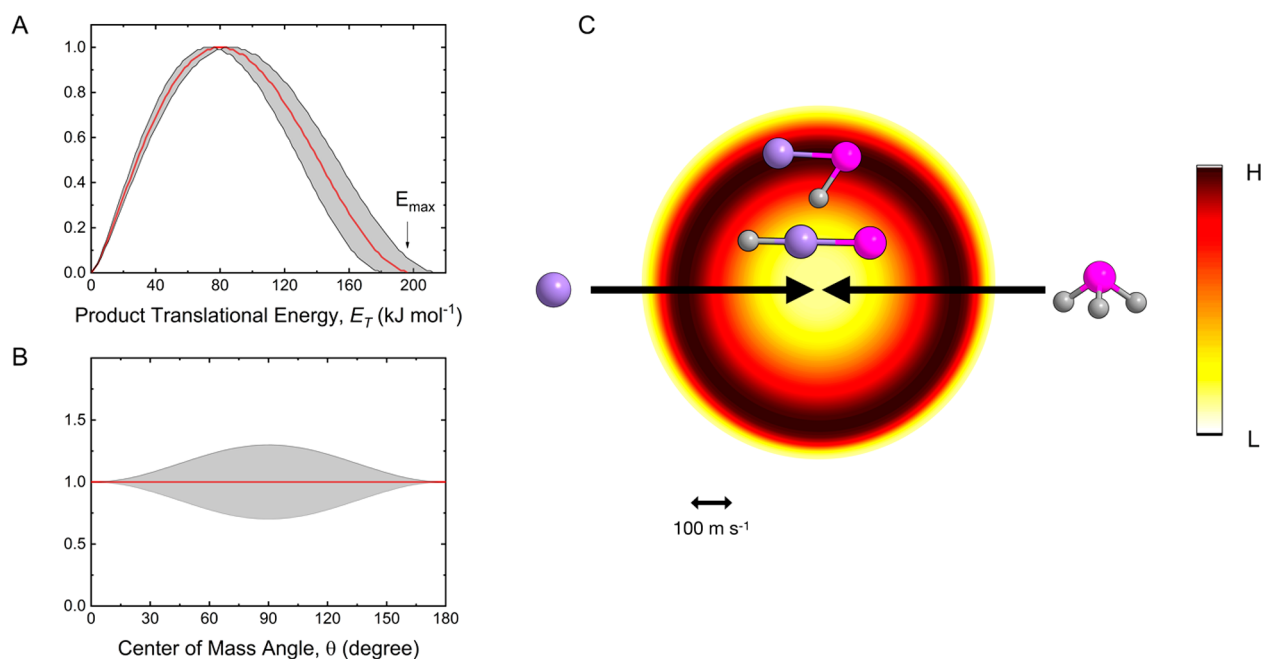 A
1.0
0.8
0.6
0.4
0.2
0.0
E_max
0 40 80 120 160 200
Product Translational Energy, E_T (kJ mol⁻¹)
B
1.5
1.0
0.5
0.0
0 30 60 90 120 150 180
Center of Mass Angle, θ (degree)
C
100 m s⁻¹
H
L